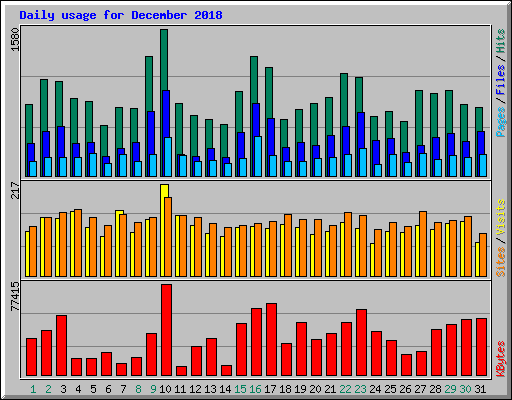 Daily usage for December 2018
1580
Pages / Files / Hits
217
Sites / Visits
77415
KBytes
1 2 3 4 5 6 7 8 9 10 11 12 13 14 15 16 17 18 19 20 21 22 23 24 25 26 27 28 29 30 31